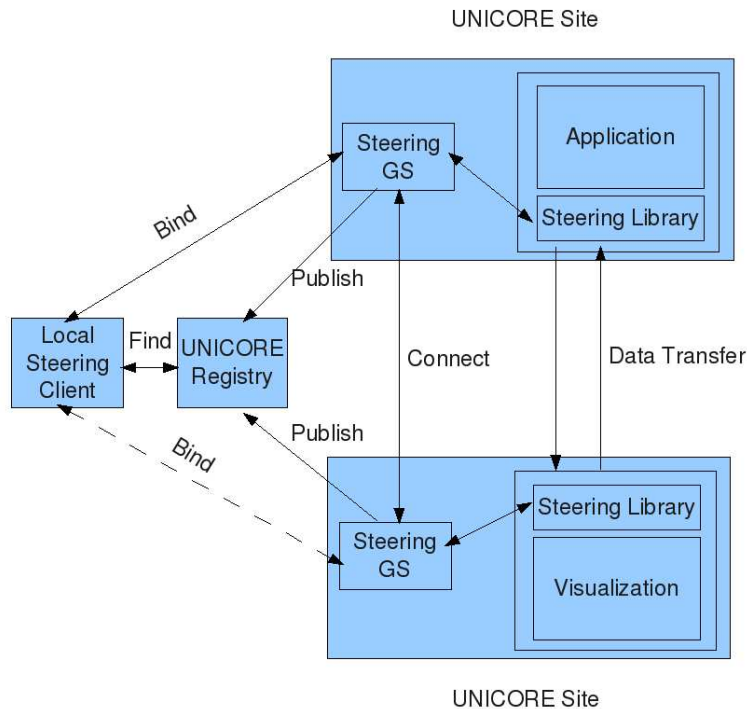 UNICORE Site
Steering
GS
Application
Steering Library
Bind
Publish
Local
Steering
Client
Find
UNICORE
Registry
Connect
Data Transfer
Publish
Bind
Steering
GS
Steering Library
Visualization
UNICORE Site